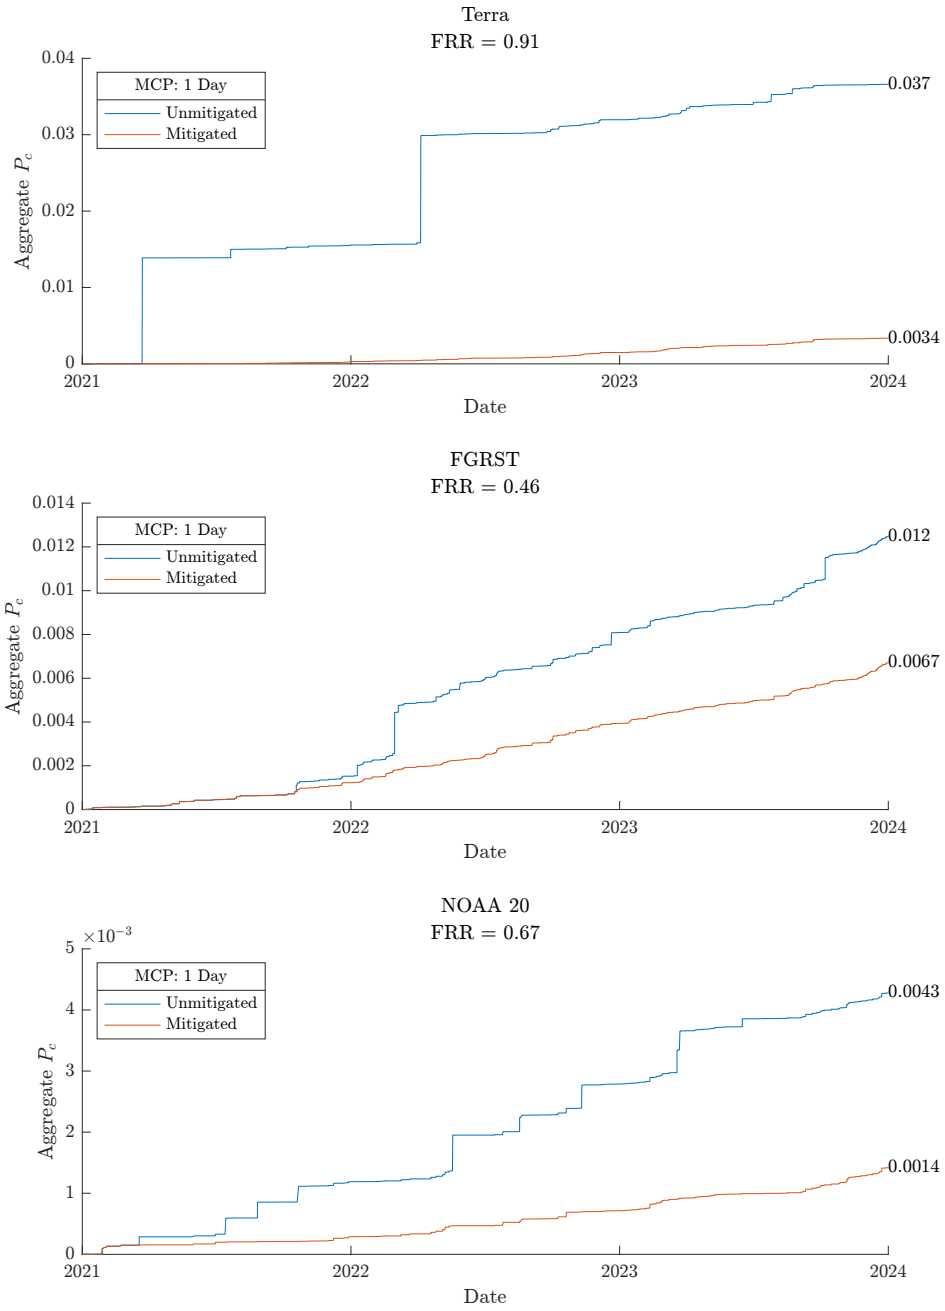 Terra
FRR = 0.91
0.04
0.03
0.02
0.01
0
Aggregate P_c
MCP: 1 Day
Unmitigated
Mitigated
0.037
0.0034
2021
2022
2023
2024
Date
FGRST
FRR = 0.46
0.014
0.012
0.01
0.008
0.006
0.004
0.002
0
Aggregate P_c
MCP: 1 Day
Unmitigated
Mitigated
0.012
0.0067
2021
2022
2023
2024
Date
NOAA 20
FRR = 0.67
×10⁻³
5
4
3
2
1
0
Aggregate P_c
MCP: 1 Day
Unmitigated
Mitigated
0.0043
0.0014
2021
2022
2023
2024
Date